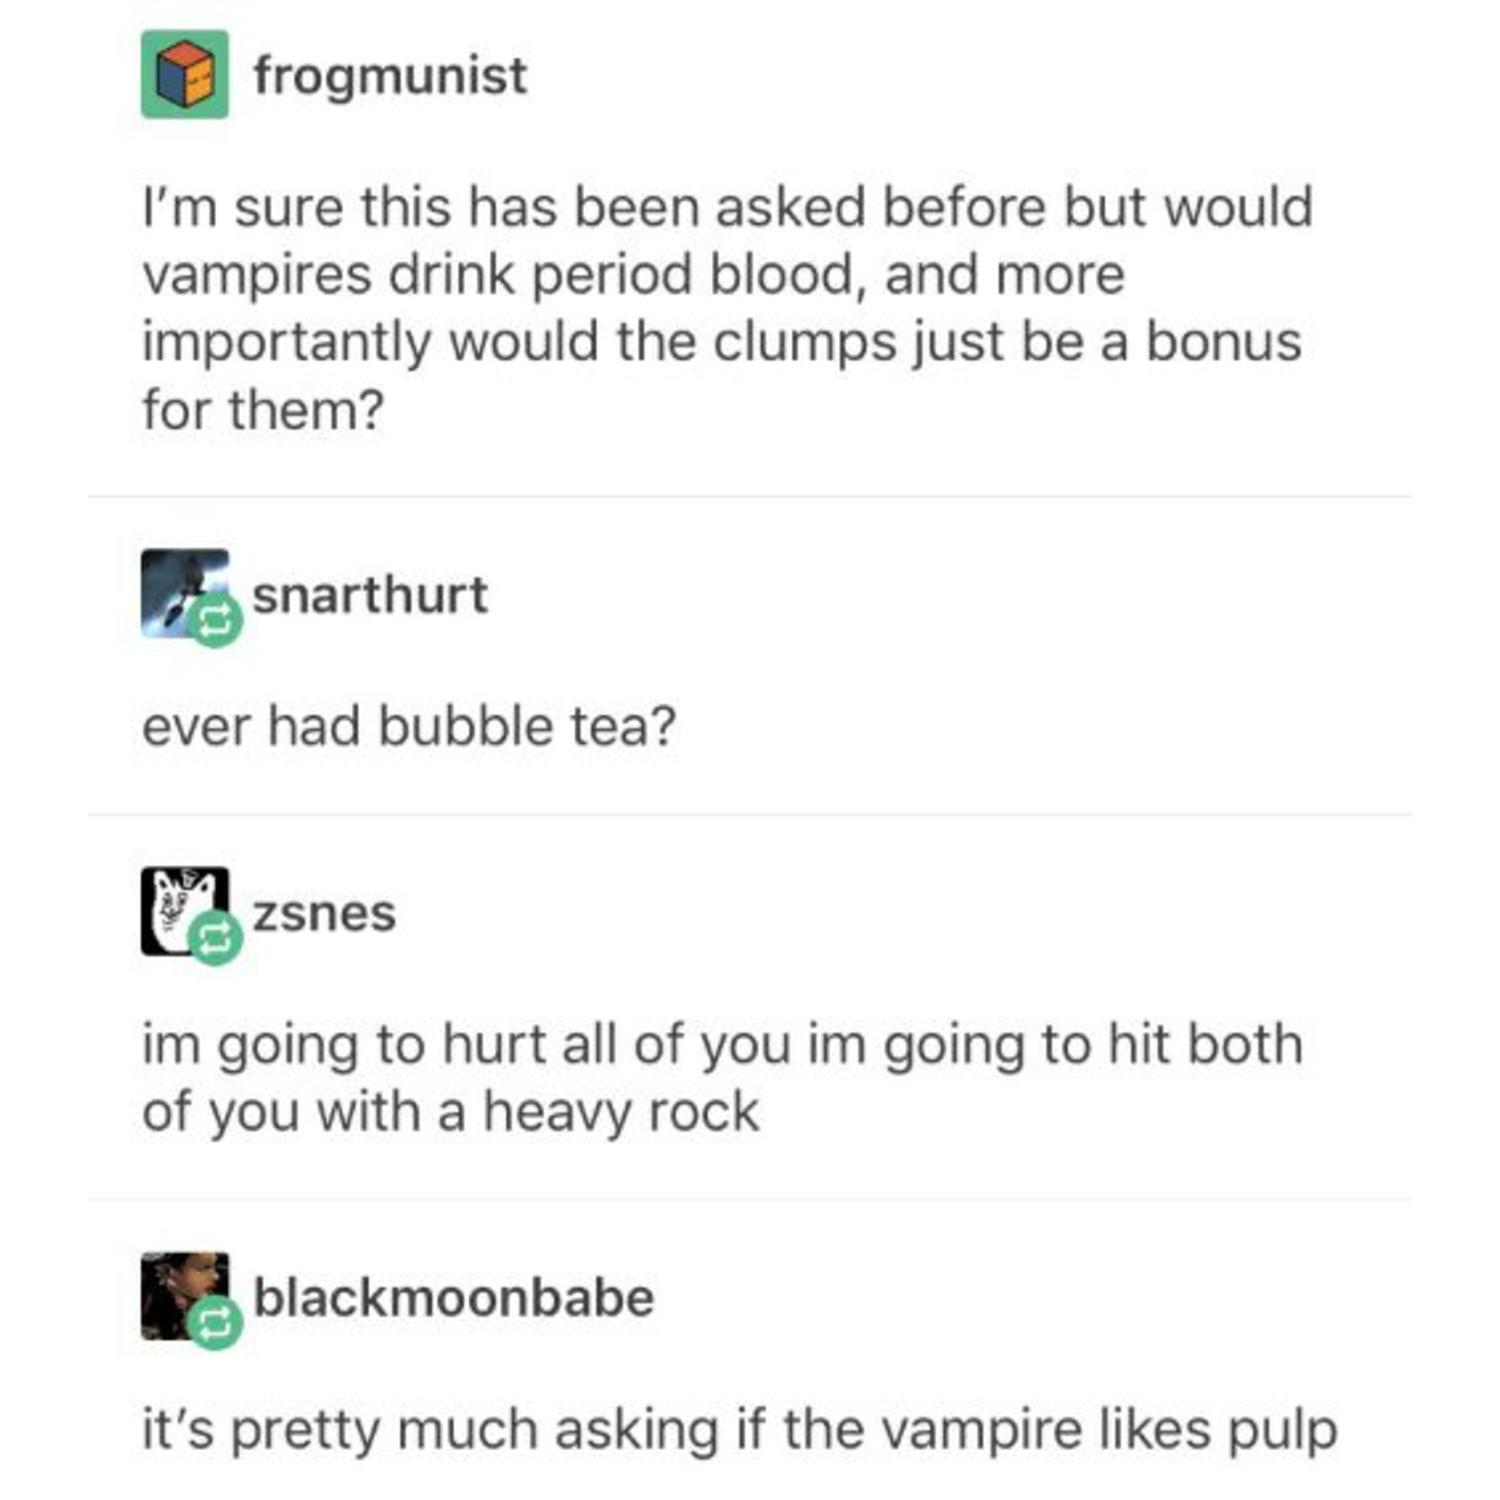 frogmunist
I'm sure this has been asked before but would
vampires drink period blood, and more
importantly would the clumps just be a bonus
for them?
snarthurt
ever had bubble tea?
zsnes
im going to hurt all of you im going to hit both
of you with a heavy rock
blackmoonbabe
it's pretty much asking if the vampire likes pulp